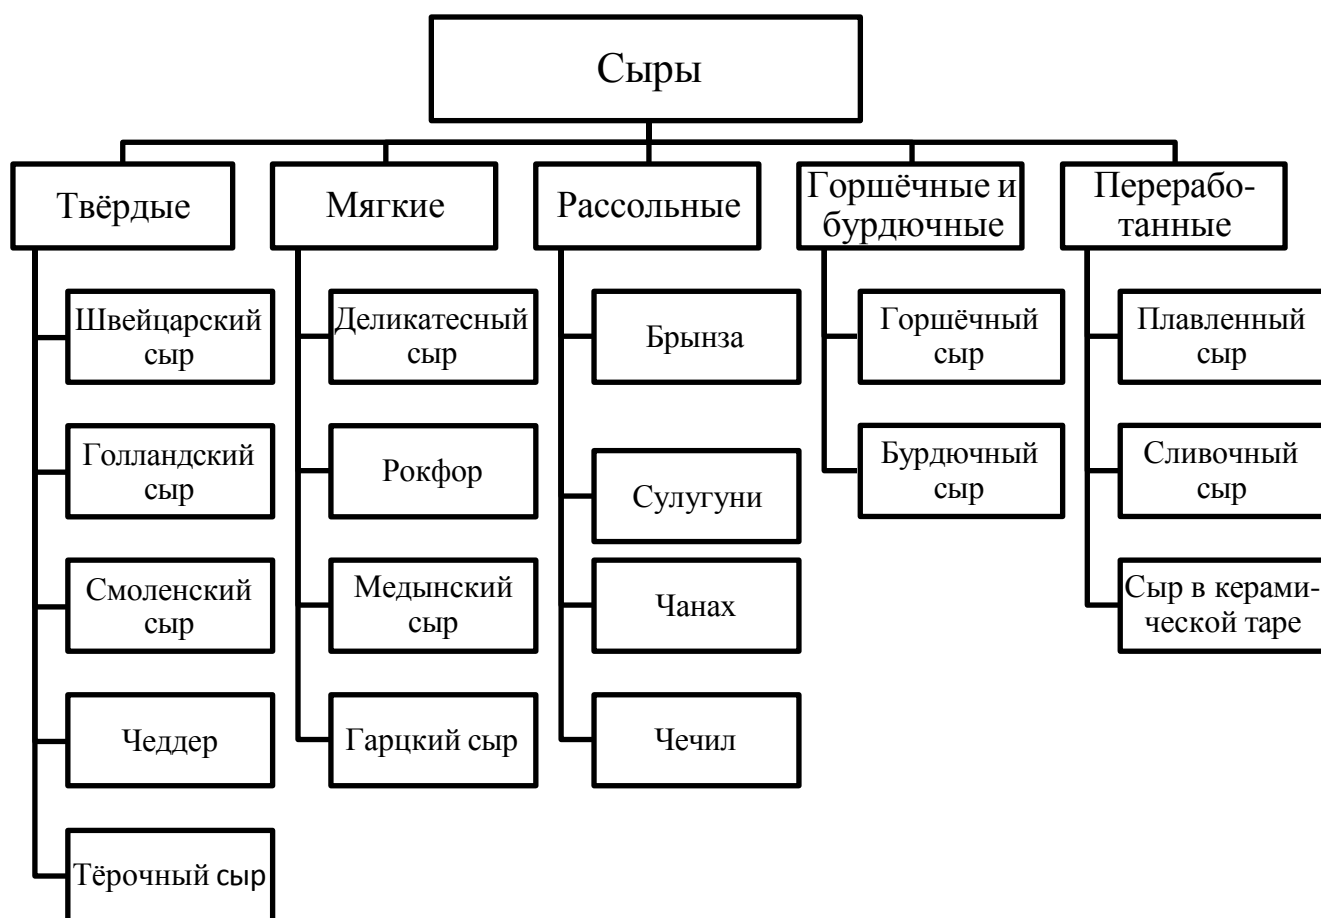 Сыры
Твёрдые
Мягкие
Рассольные
Горшёчные и
бурдючные
Перерабо-
танные
Швейцарский
сыр
Деликатесный
сыр
Брынза
Горшёчный
сыр
Плавленный
сыр
Голландский
сыр
Рокфор
Сулугуни
Бурдючный
сыр
Сливочный
сыр
Смоленский
сыр
Медынский
сыр
Чанах
Сыр в керами-
ческой таре
Чеддер
Гарцкий сыр
Чечил
Тёрочный сыр